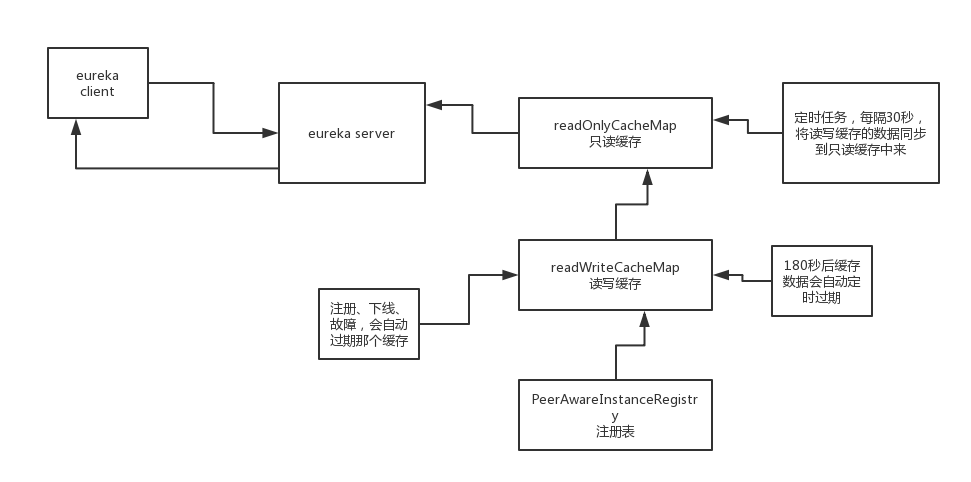 eureka
client
eureka server
readOnlyCacheMap
只读缓存
定时任务，每隔30秒，
将读写缓存的数据同步
到只读缓存中来
readWriteCacheMap
读写缓存
180秒后缓存
数据会自动定
时过期
注册、下线、
故障，会自动
过期那个缓存
PeerAwareInstanceRegistr
y
注册表